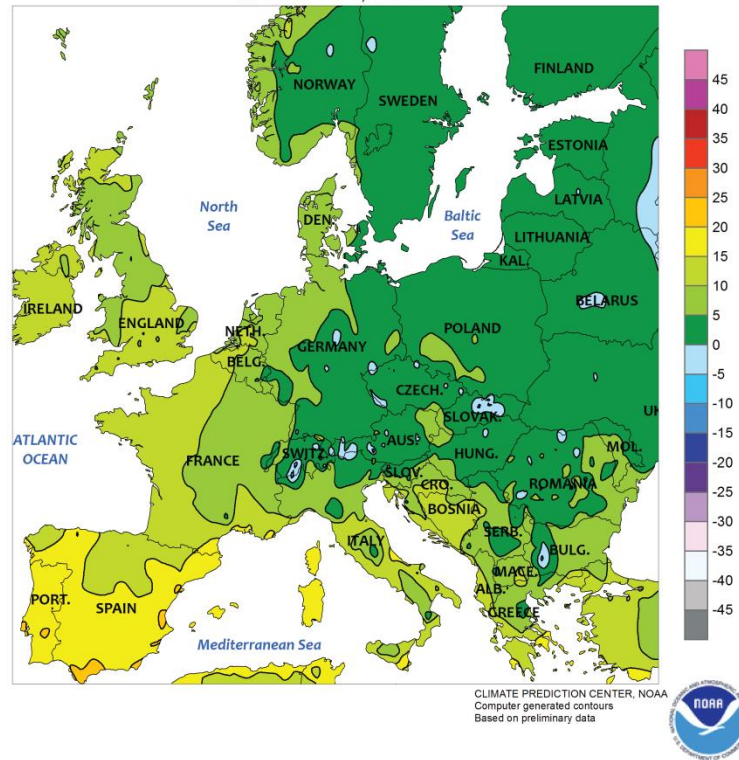 NORWAY
FINLAND
SWEDEN
ESTONIA
North
Sea
LATVIA
DEN.
Baltic
Sea
LITHUANIA
KAL.
IRELAND
ENGLAND
BELARUS
NETH.
POLAND
GERMANY
BELG.
CZECH.
SLOVAK.
UK
ATLANTIC
OCEAN
AUS.
MOL.
SWITZ.
HUNG.
FRANCE
SLOV.
ROMANIA
CRO.
BOSNIA
ITALY
SERB.
BULG.
MACE.
PORT.
SPAIN
ALB.
GREECE
Mediterranean Sea
45
40
35
30
25
20
15
10
5
0
-5
-10
-15
-20
-25
-30
-35
-40
-45
CLIMATE PREDICTION CENTER, NOAA
Computer generated contours
Based on preliminary data
NOAA